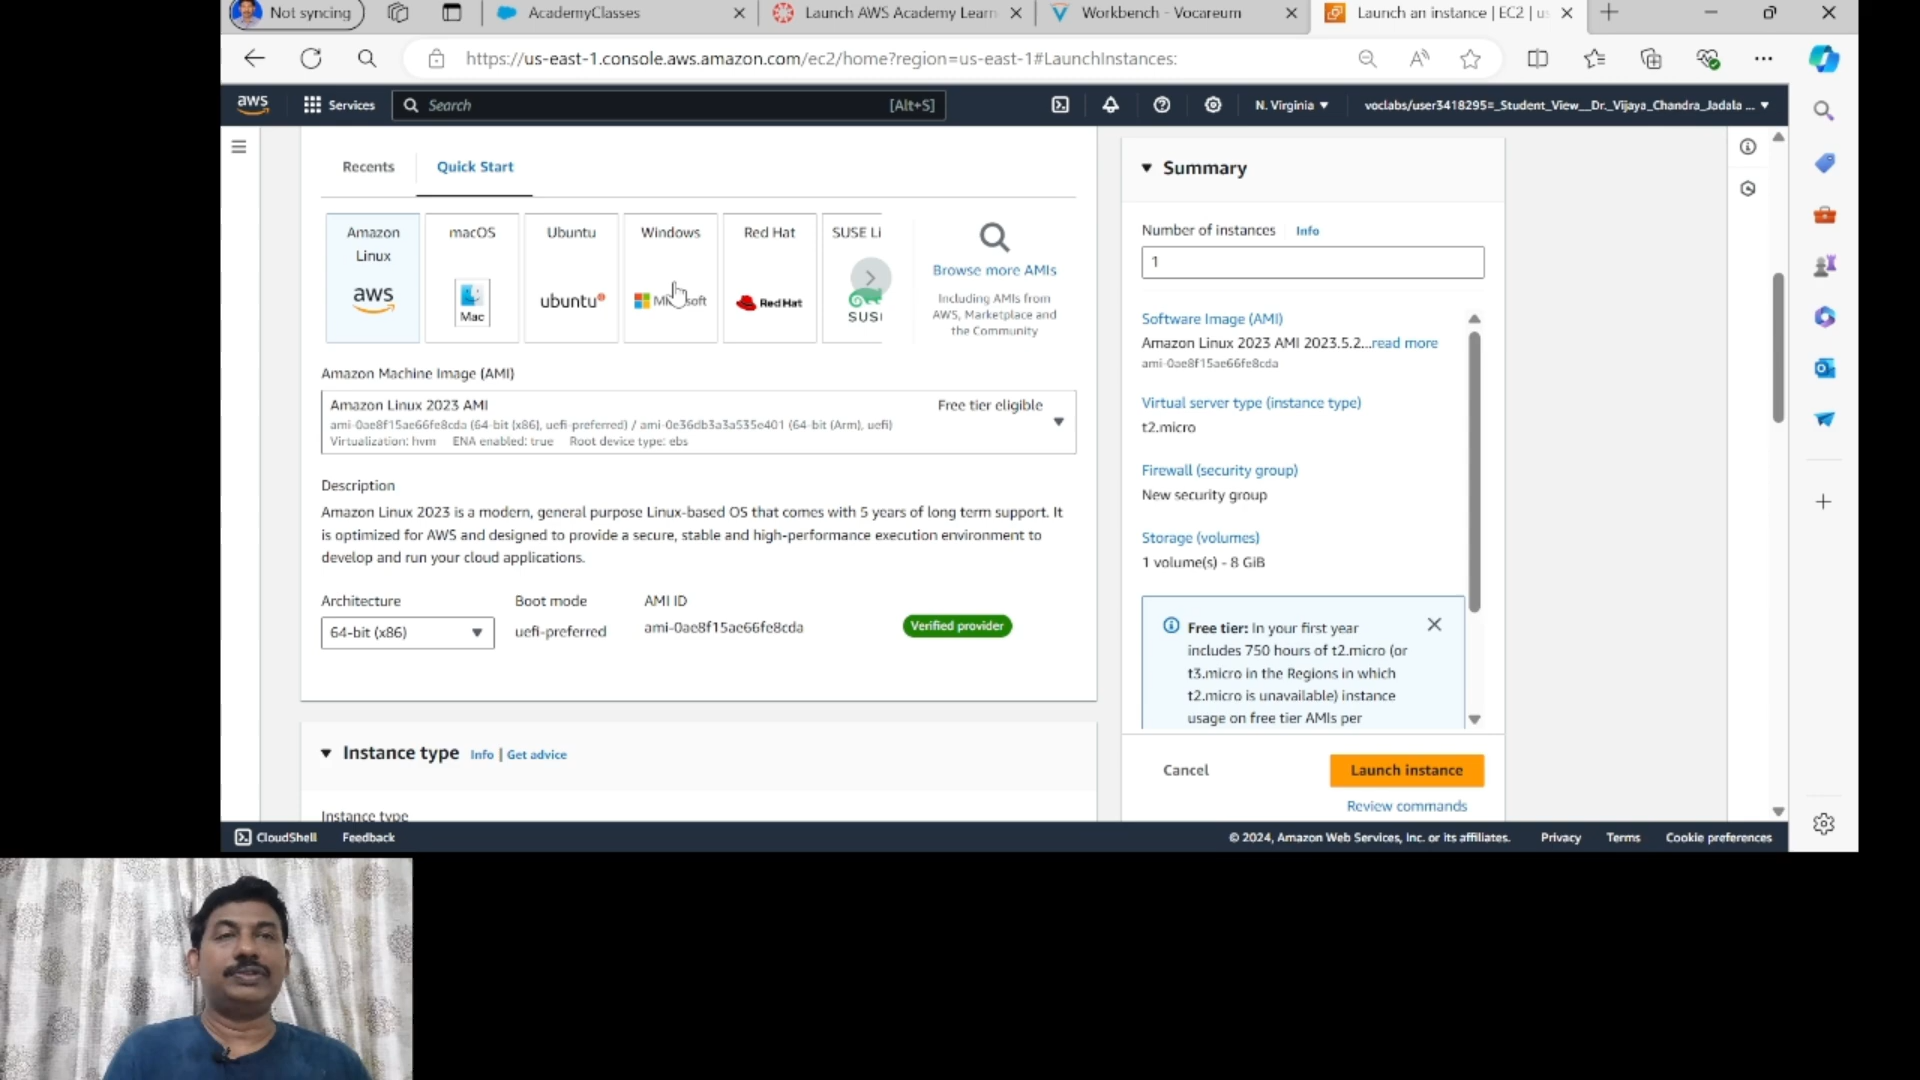 Not syncing
AcademyClasses
Launch AWS Academy Learn
Workbench - Vocareum
Launch an instance | EC2 | us
https://us-east-1.console.aws.amazon.com/ec2/home?region=us-east-1#LaunchInstances:
aws
Services
Search
[Alt+S]
N. Virginia
voclabs/user3418295=_Student_View__Dr._Vijaya_Chandra_Jadala ...
Recents
Quick Start
Amazon Linux
aws
macOS
Mac
Ubuntu
ubuntu
Windows
Microsoft
Red Hat
Red Hat
SUSE Li
SUS
Browse more AMIs
Including AMIs from
AWS, Marketplace and
the Community
Amazon Machine Image (AMI)
Amazon Linux 2023 AMI
Free tier eligible
ami-0ae8f15ae66fe8cda (64-bit (x86), uefi-preferred) / ami-0e36db3a3a535e401 (64-bit (Arm), uefi)
Virtualization: hvm ENA enabled: true Root device type: ebs
Description
Amazon Linux 2023 is a modern, general purpose Linux-based OS that comes with 5 years of long term support. It
is optimized for AWS and designed to provide a secure, stable and high-performance execution environment to
develop and run your cloud applications.
Architecture
Boot mode
AMI ID
64-bit (x86)
uefi-preferred
ami-0ae8f15ae66fe8cda
Verified provider
Instance type
Info | Get advice
Instance type
Summary
Number of instances
Info
1
Software Image (AMI)
Amazon Linux 2023 AMI 2023.5.2...read more
ami-0ae8f15ae66fe8cda
Virtual server type (instance type)
t2.micro
Firewall (security group)
New security group
Storage (volumes)
1 volume(s) - 8 GiB
Free tier: In your first year
includes 750 hours of t2.micro (or
t3.micro in the Regions in which
t2.micro is unavailable) instance
usage on free tier AMIs per
Cancel
Launch instance
Review commands
CloudShell
Feedback
© 2024, Amazon Web Services, Inc. or its affiliates.
Privacy
Terms
Cookie preferences